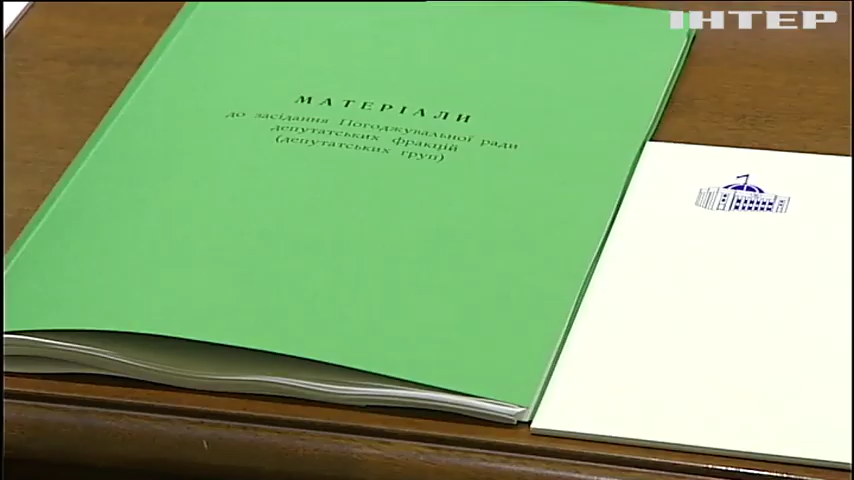 ІНТЕР
МАТЕРІАЛИ
до засідання Погоджувальної ради
депутатських фракцій
(депутатських груп)